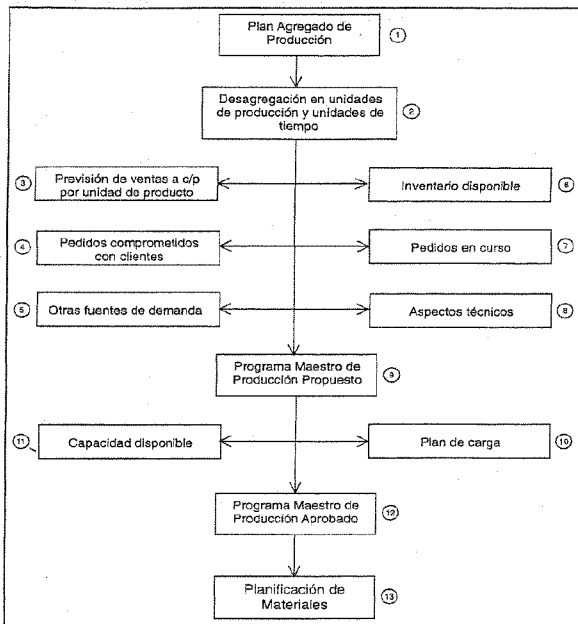 Plan Agregado de
Producción
1
Desagregación en unidades
de producción y unidades de
tiempo
2
3
Previsión de ventas a c/p
por unidad de producto
Inventario disponible
6
4
Pedidos comprometidos
con clientes
Pedidos en curso
7
5
Otras fuentes de demanda
Aspectos técnicos
8
Programa Maestro de
Producción Propuesto
9
11
Capacidad disponible
Plan de carga
10
Programa Maestro de
Producción Aprobado
12
Planificación de
Materiales
13